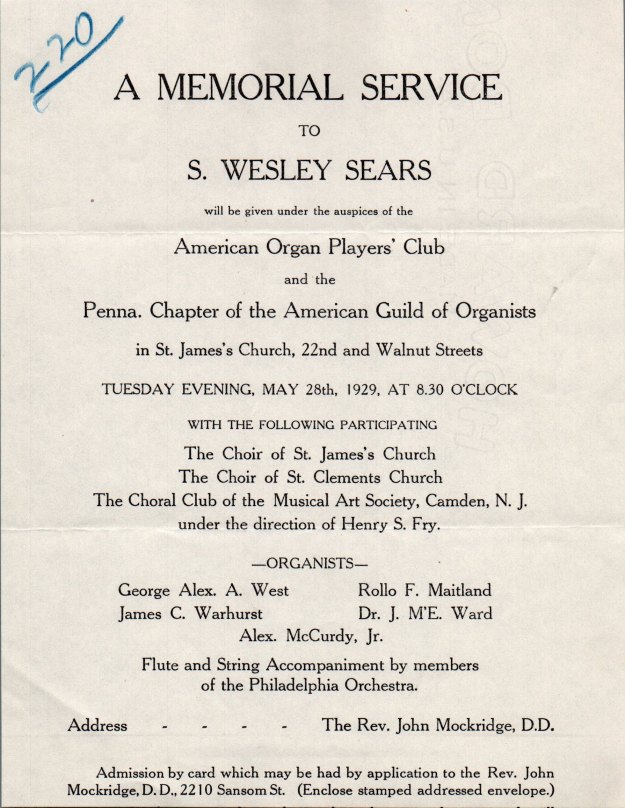 220
A MEMORIAL SERVICE
TO
S. WESLEY SEARS
will be given under the auspices of the
American Organ Players' Club
and the
Penna. Chapter of the American Guild of Organists
in St. James's Church, 22nd and Walnut Streets
TUESDAY EVENING, MAY 28th, 1929, AT 8.30 O'CLOCK
WITH THE FOLLOWING PARTICIPATING
The Choir of St. James's Church
The Choir of St. Clements Church
The Choral Club of the Musical Art Society, Camden, N. J.
under the direction of Henry S. Fry.
—ORGANISTS—
George Alex. A. West Rollo F. Maitland
James C. Warhurst Dr. J. M'E. Ward
Alex. McCurdy, Jr.
Flute and String Accompaniment by members
of the Philadelphia Orchestra.
Address - - - - The Rev. John Mockridge, D.D.
Admission by card which may be had by application to the Rev. John
Mockridge, D. D., 2210 Sansom St. (Enclose stamped addressed envelope.)